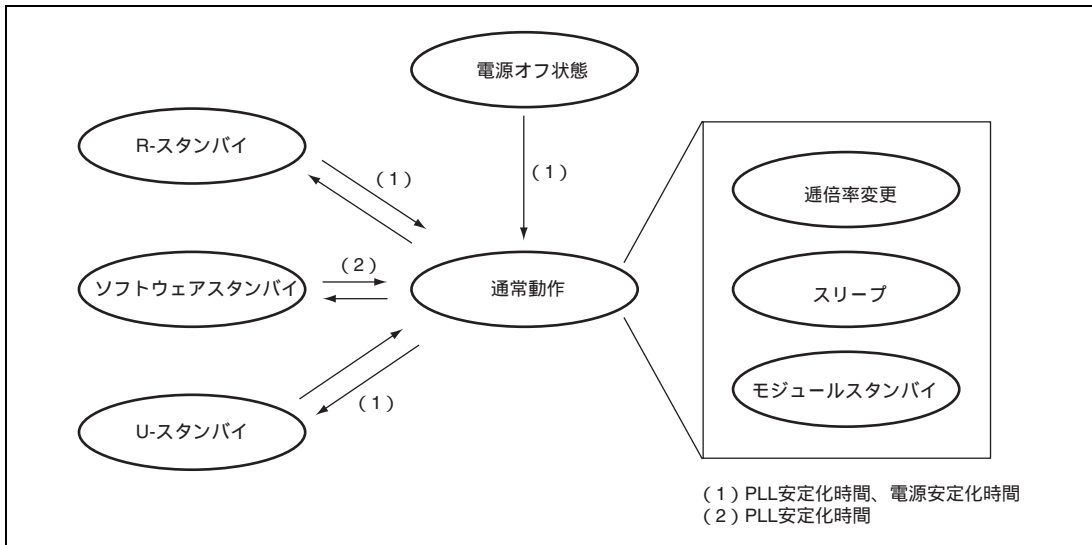 電源オフ状態
R-スタンバイ
(1)
(1)
逓倍率変更
(2)
ソフトウェアスタンバイ
通常動作
スリープ
モジュールスタンバイ
(1)
U-スタンバイ
(1)PLL安定化時間、電源安定化時間
(2)PLL安定化時間